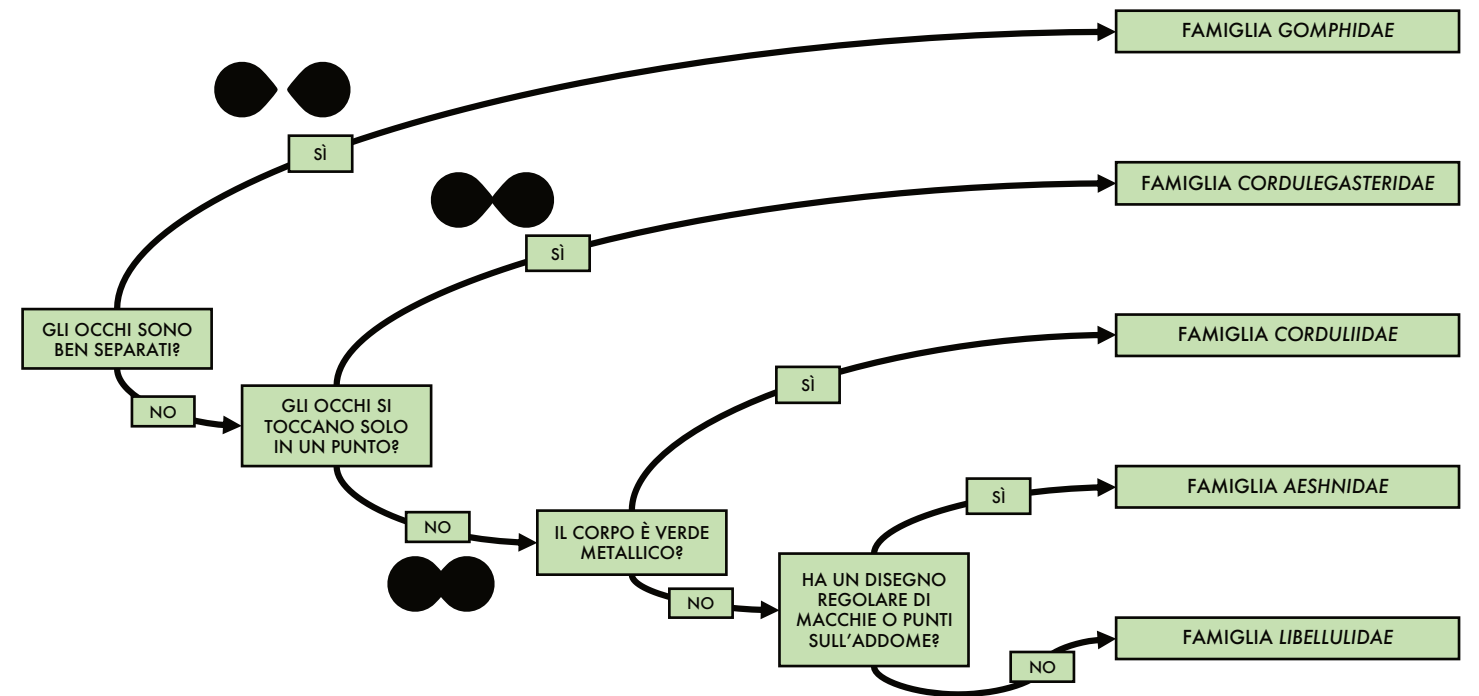 FAMIGLIA GOMPHIDAE
SÌ
FAMIGLIA CORDULEGASTERIDAE
SÌ
GLI OCCHI SONO
BEN SEPARATI?
FAMIGLIA CORDULIIDAE
SÌ
NO
GLI OCCHI SI
TOCCANO SOLO
IN UN PUNTO?
FAMIGLIA AESHNIDAE
SÌ
NO
IL CORPO È VERDE
METALLICO?
HA UN DISEGNO
REGOLARE DI
MACCHIE O PUNTI
SULL'ADDOME?
NO
FAMIGLIA LIBELLULIDAE
NO